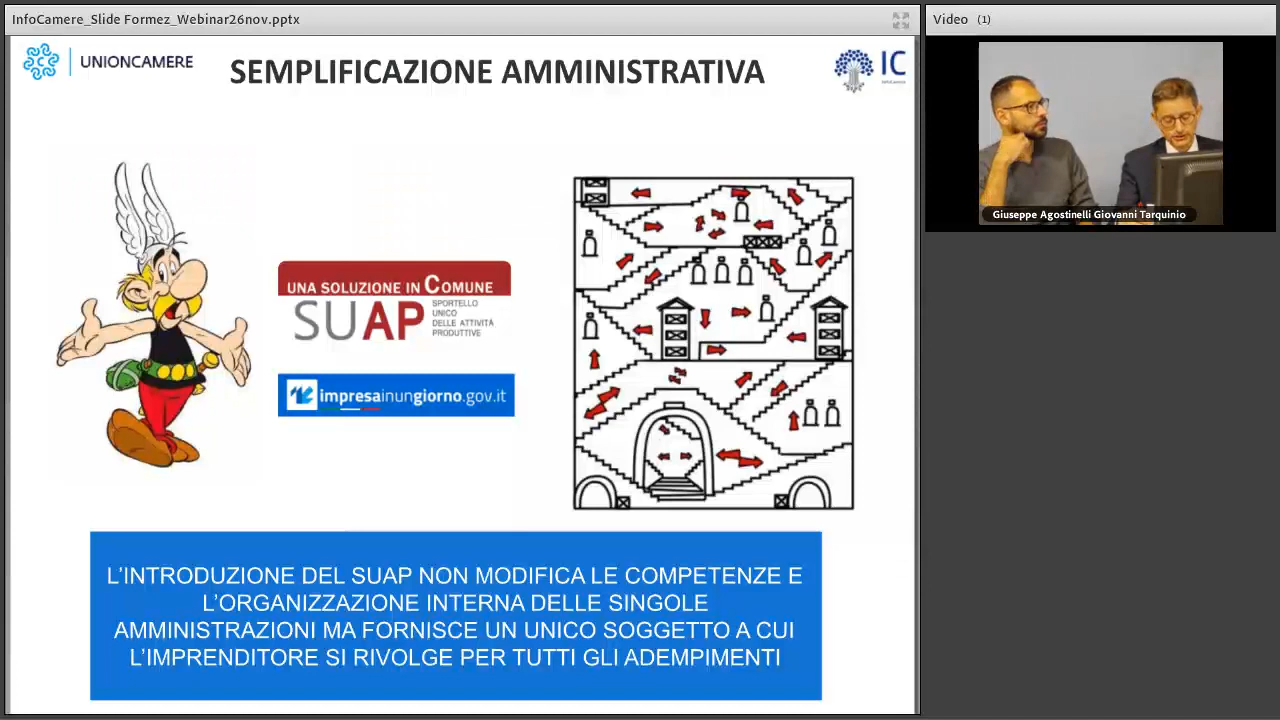 InfoCamere_Slide Formez_Webinar26nov.pptx
Video (1)
UNIONCAMERE
SEMPLIFICAZIONE AMMINISTRATIVA
IC
InfoCamere
Giuseppe Agostinelli Giovanni Tarquinio
UNA SOLUZIONE IN COMUNE
SUAP
SPORTELLO
UNICO
DELLE ATTIVITÀ
PRODUTTIVE
impresainungiorno.gov.it
L'INTRODUZIONE DEL SUAP NON MODIFICA LE COMPETENZE E
L'ORGANIZZAZIONE INTERNA DELLE SINGOLE
AMMINISTRAZIONI MA FORNISCE UN UNICO SOGGETTO A CUI
L'IMPRENDITORE SI RIVOLGE PER TUTTI GLI ADEMPIMENTI